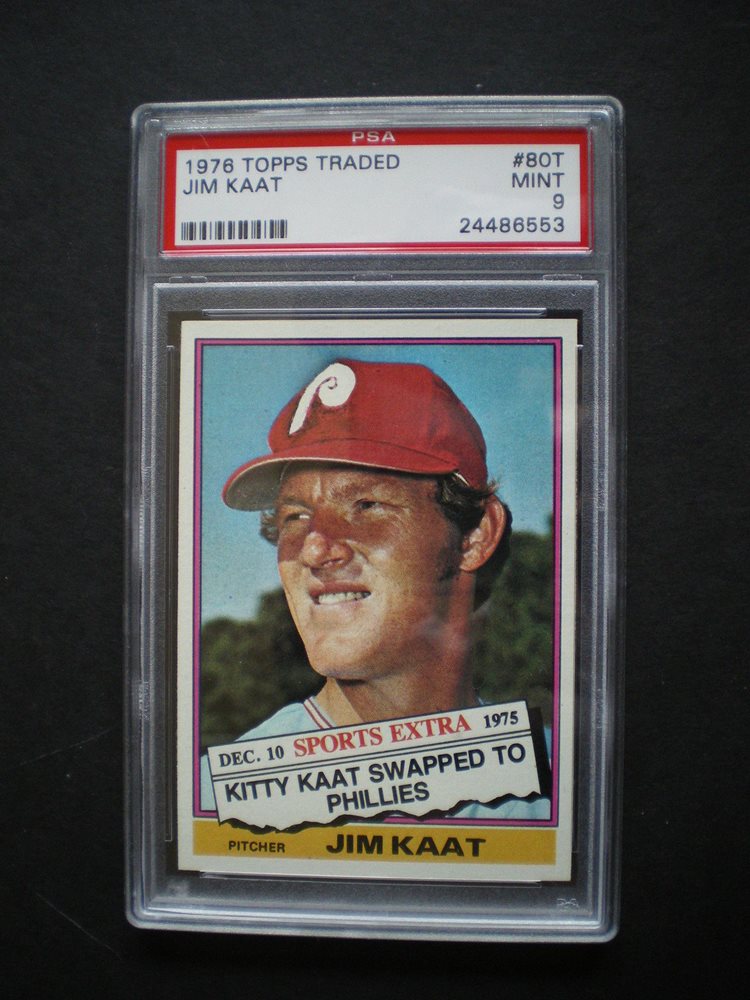 PSA
1976 TOPPS TRADED #80T
JIM KAAT MINT
9
24486553
P
DEC. 10 SPORTS EXTRA 1975
KITTY KAAT SWAPPED TO
PHILLIES
PITCHER JIM KAAT
PSA